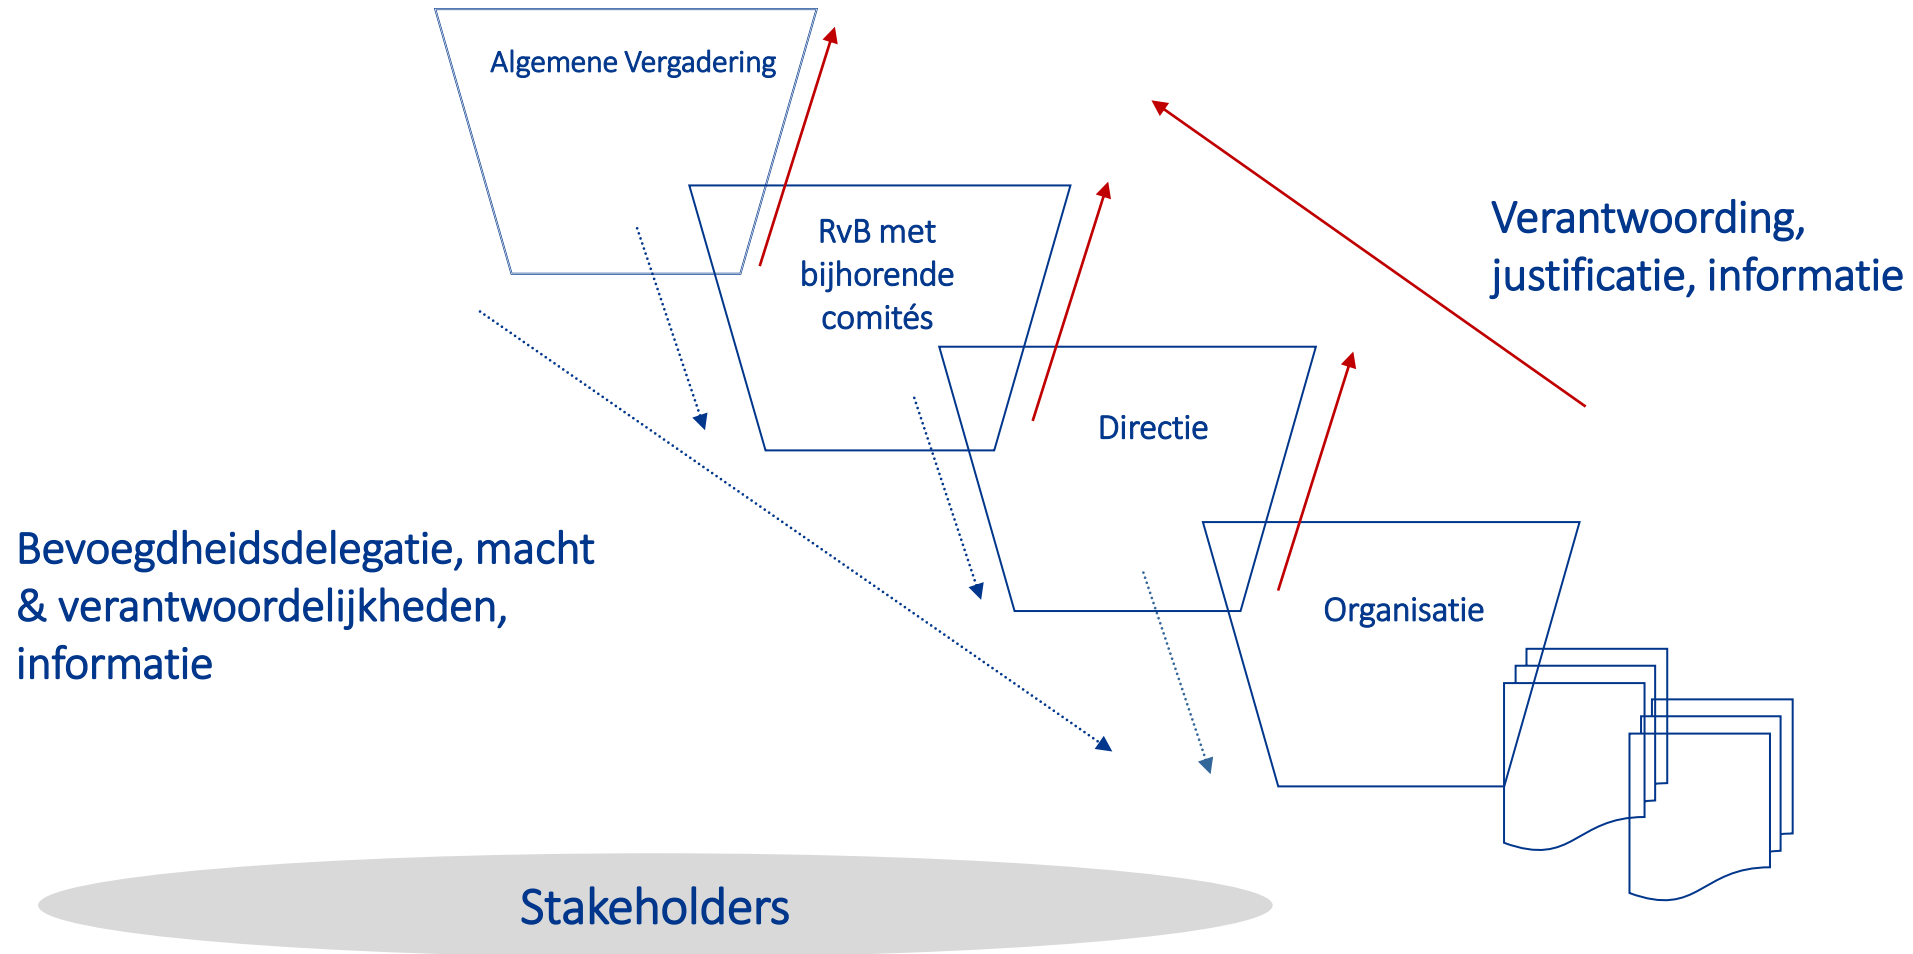 Algemene Vergadering
RvB met
bijhorende
comités
Verantwoording,
justificatie, informatie
Directie
Bevoegdheidsdelegatie, macht
& verantwoordelijkheden,
informatie
Organisatie
Stakeholders